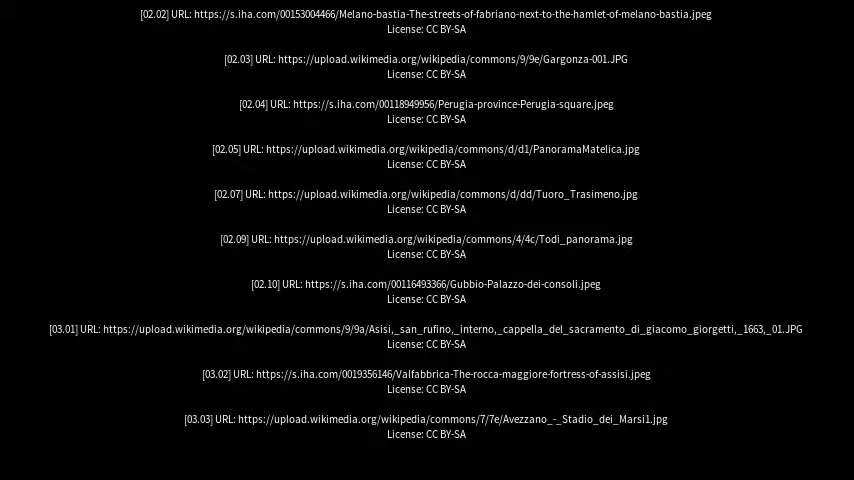 [02.02] URL: https://s.iha.com/00153004466/Melano-bastia-The-streets-of-fabriano-next-to-the-hamlet-of-melano-bastia.jpeg
License: CC BY-SA
[02.03] URL: https://upload.wikimedia.org/wikipedia/commons/9/9e/Gargonza-001.JPG
License: CC BY-SA
[02.04] URL: https://s.iha.com/00118949956/Perugia-province-Perugia-square.jpeg
License: CC BY-SA
[02.05] URL: https://upload.wikimedia.org/wikipedia/commons/d/d1/PanoramaMatelica.jpg
License: CC BY-SA
[02.07] URL: https://upload.wikimedia.org/wikipedia/commons/d/dd/Tuoro_Trasimeno.jpg
License: CC BY-SA
[02.09] URL: https://upload.wikimedia.org/wikipedia/commons/4/4c/Todi_panorama.jpg
License: CC BY-SA
[02.10] URL: https://s.iha.com/00116493366/Gubbio-Palazzo-dei-consoli.jpeg
License: CC BY-SA
[03.01] URL: https://upload.wikimedia.org/wikipedia/commons/9/9a/Asisi,_san_rufino,_interno,_cappella_del_sacramento_di_giacomo_giorgetti,_1663,_01.JPG
License: CC BY-SA
[03.02] URL: https://s.iha.com/0019356146/Valfabbrica-The-rocca-maggiore-fortress-of-assisi.jpeg
License: CC BY-SA
[03.03] URL: https://upload.wikimedia.org/wikipedia/commons/7/7e/Avezzano_-_Stadio_dei_Marsi1.jpg
License: CC BY-SA